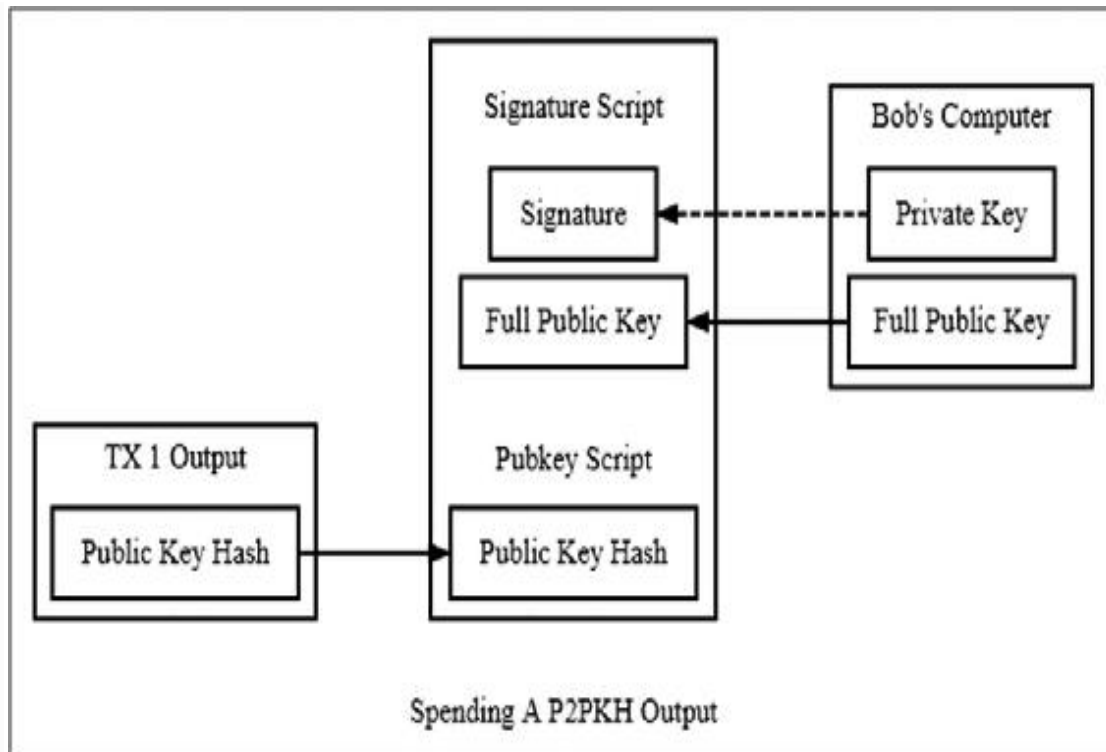 Signature Script
Bob's Computer
Signature
Private Key
Full Public Key
Full Public Key
TX 1 Output
Pubkey Script
Public Key Hash
Public Key Hash
Spending A P2PKH Output